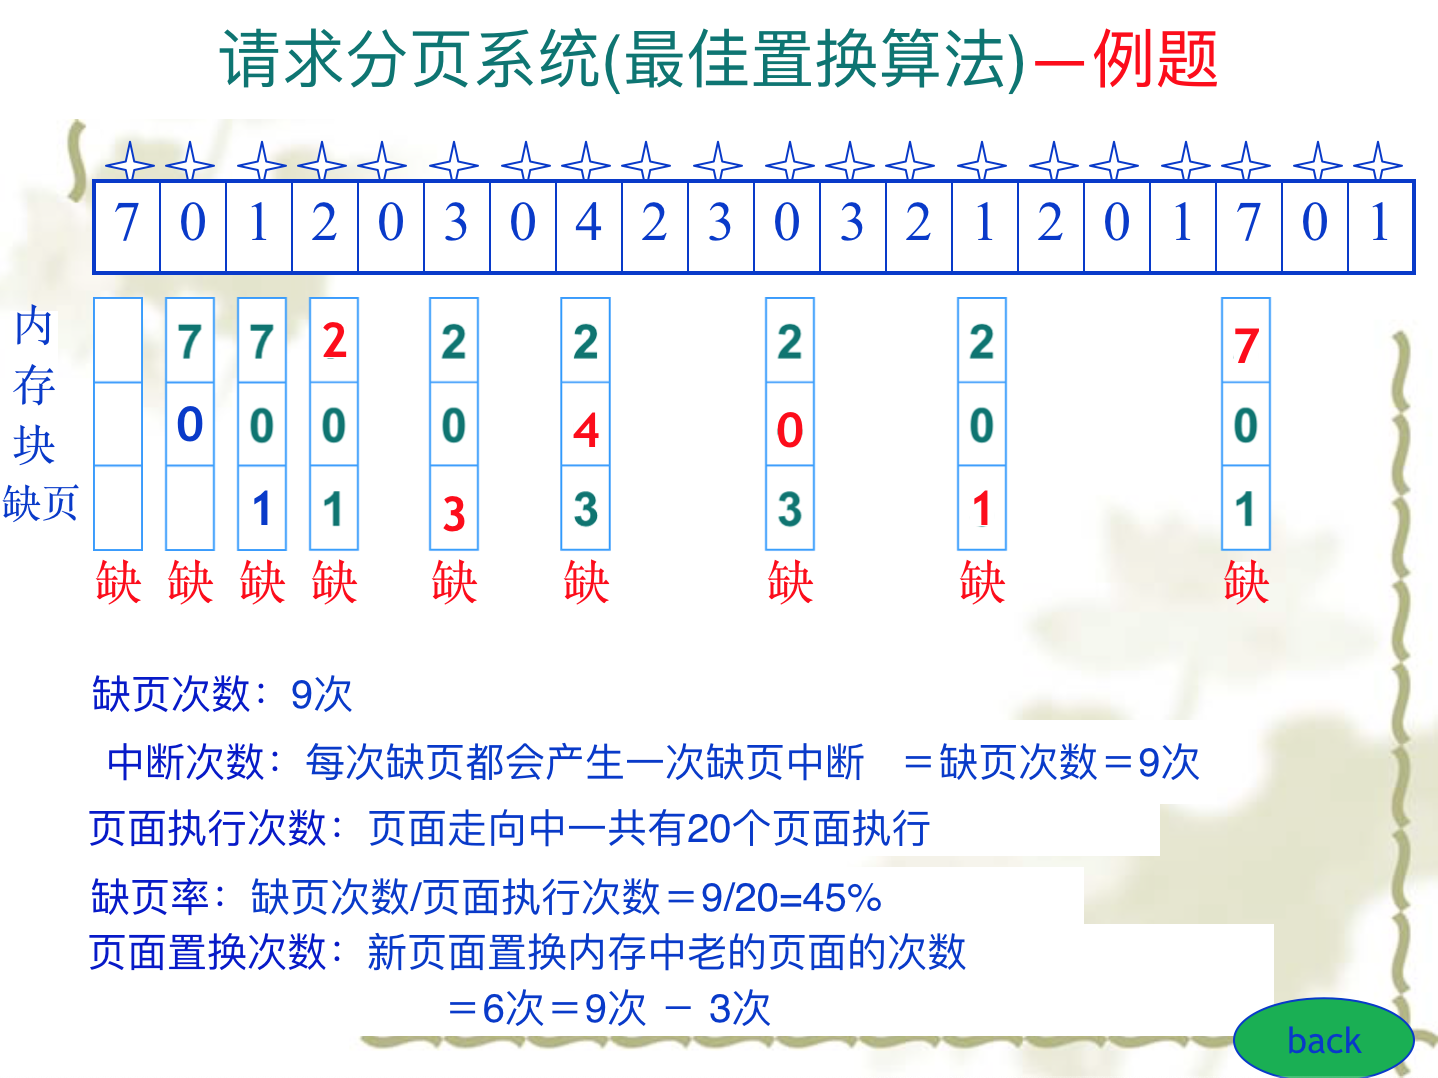 请求分页系统(最佳置换算法)—例题
7 0 1 2 0 3 0 4 2 3 0 3 2 1 2 0 1 7 0 1
内存块
缺页
7 7 2 2 2 2 2 7
0 0 0 0 4 0 0 0
1 1 3 3 3 1 1
缺 缺 缺 缺 缺 缺 缺 缺 缺
缺页次数：9次
中断次数：每次缺页都会产生一次缺页中断 ＝缺页次数＝9次
页面执行次数：页面走向中一共有20个页面执行
缺页率：缺页次数/页面执行次数＝9/20=45%
页面置换次数：新页面置换内存中老的页面的次数
＝6次＝9次 － 3次
back